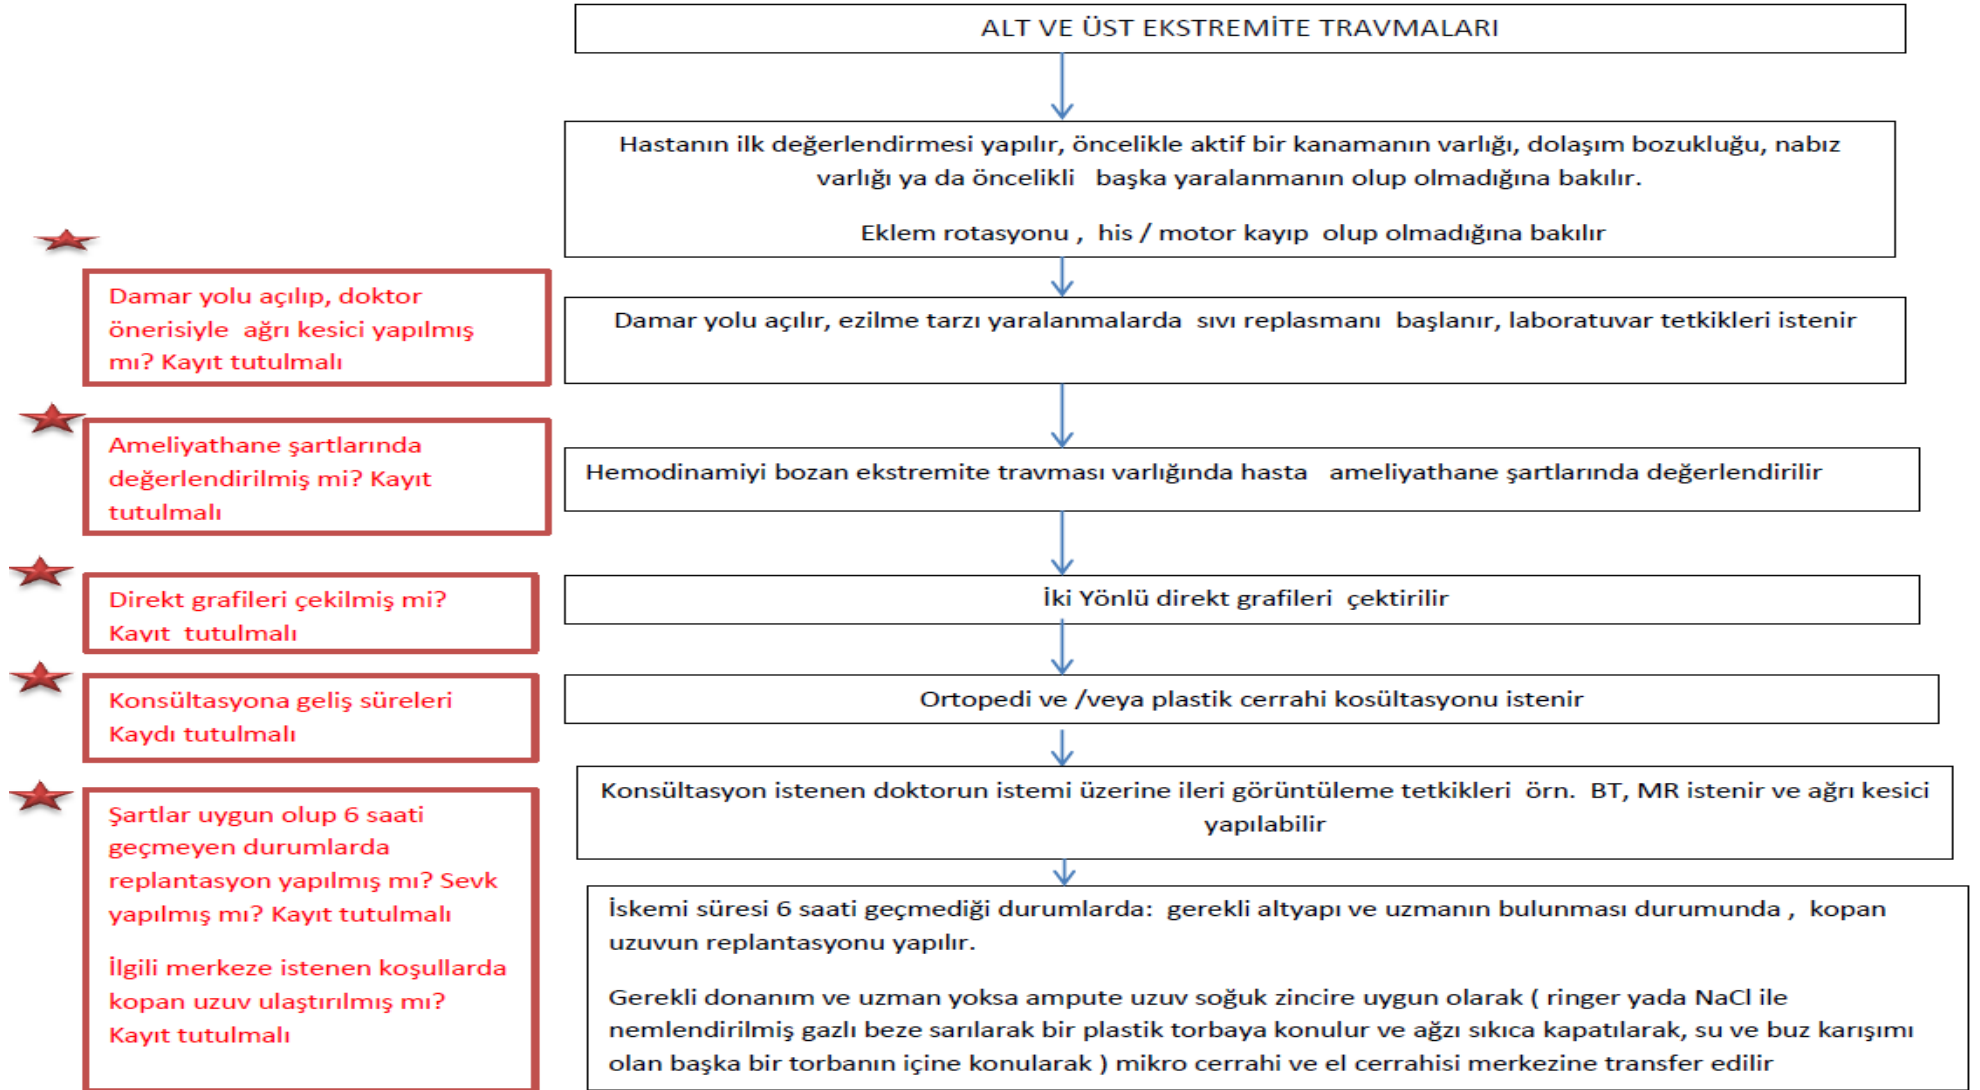 ALT VE ÜST EKSTREMİTE TRAVMALARI
Hastanın ilk değerlendirmesi yapılır, öncelikle aktif bir kanamanın varlığı, dolaşım bozukluğu, nabız
varlığı ya da öncelikli başka yaralanmanın olup olmadığına bakılır.
Eklem rotasyonu , his / motor kayıp olup olmadığına bakılır
Damar yolu açılıp, doktor
önerisiyle ağrı kesici yapılmış
mı? Kayıt tutulmalı
Damar yolu açılır, ezilme tarzı yaralanmalarda sıvı replasmanı başlanır, laboratuvar tetkikleri istenir
Ameliyathane şartlarında
değerlendirilmiş mi? Kayıt
tutulmalı
Hemodinamiyi bozan ekstremite travması varlığında hasta ameliyathane şartlarında değerlendirilir
Direkt grafileri çekilmiş mi?
Kayıt tutulmalı
İki Yönlü direkt grafileri çektirilir
Konsültasyona geliş süreleri
Kaydı tutulmalı
Ortopedi ve /veya plastik cerrahi kosültasyonu istenir
Konsültasyon istenen doktorun istemi üzerine ileri görüntüleme tetkikleri örn. BT, MR istenir ve ağrı kesici
yapılabilir
Şartlar uygun olup 6 saati
geçmeyen durumlarda
replantasyon yapılmış mı? Sevk
yapılmış mı? Kayıt tutulmalı
İlgili merkeze istenen koşullarda
kopan uzuv ulaştırılmış mı?
Kayıt tutulmalı
İskemi süresi 6 saati geçmediği durumlarda: gerekli altyapı ve uzmanın bulunması durumunda , kopan
uzuvun replantasyonu yapılır.
Gerekli donanım ve uzman yoksa ampute uzuv soğuk zincire uygun olarak ( ringer yada NaCl ile
nemlendirilmiş gazlı beze sarılarak bir plastik torbaya konulur ve ağzı sıkıca kapatılarak, su ve buz karışımı
olan başka bir torbanın içine konularak ) mikro cerrahi ve el cerrahisi merkezine transfer edilir